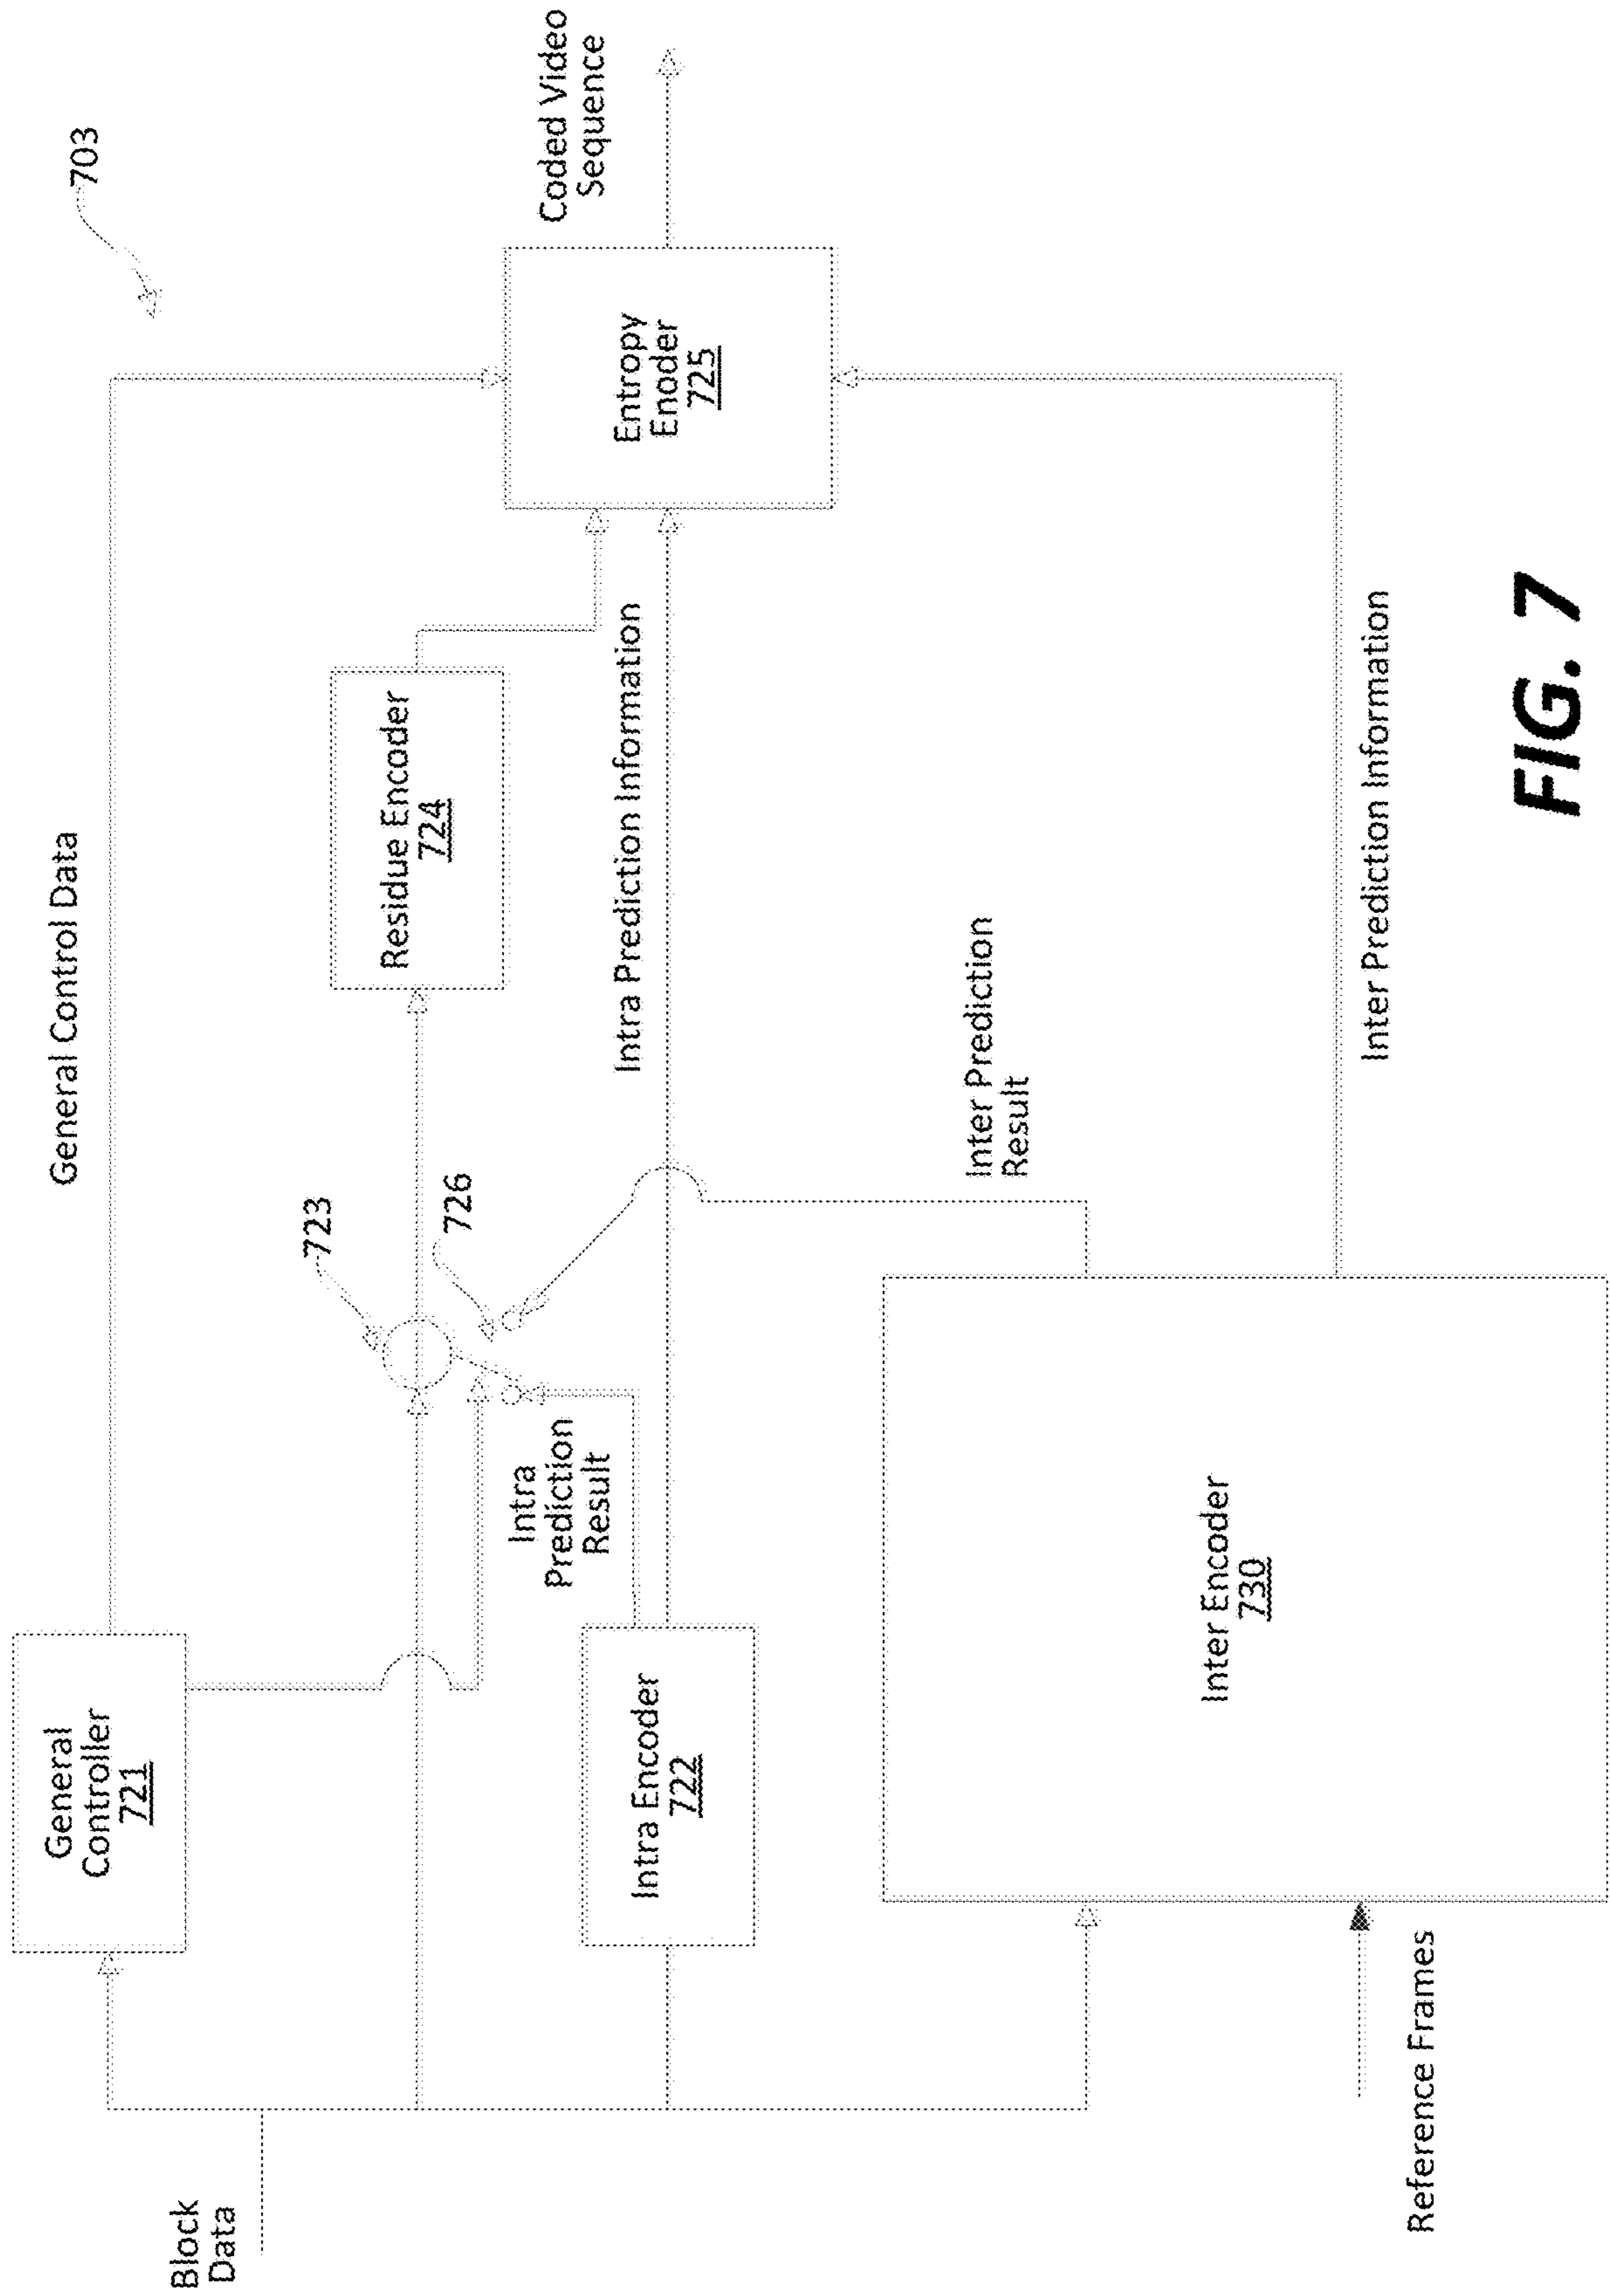 703
General Control Data
Coded Video
Sequence
General
Controller
721
723
726
Residue Encoder
724
Entropy
Enoder
725
Block
Data
Intra
Prediction
Result
Intra Prediction Information
Intra Encoder
722
Inter Prediction
Result
Inter Encoder
730
Inter Prediction Information
Reference Frames
FIG. 7